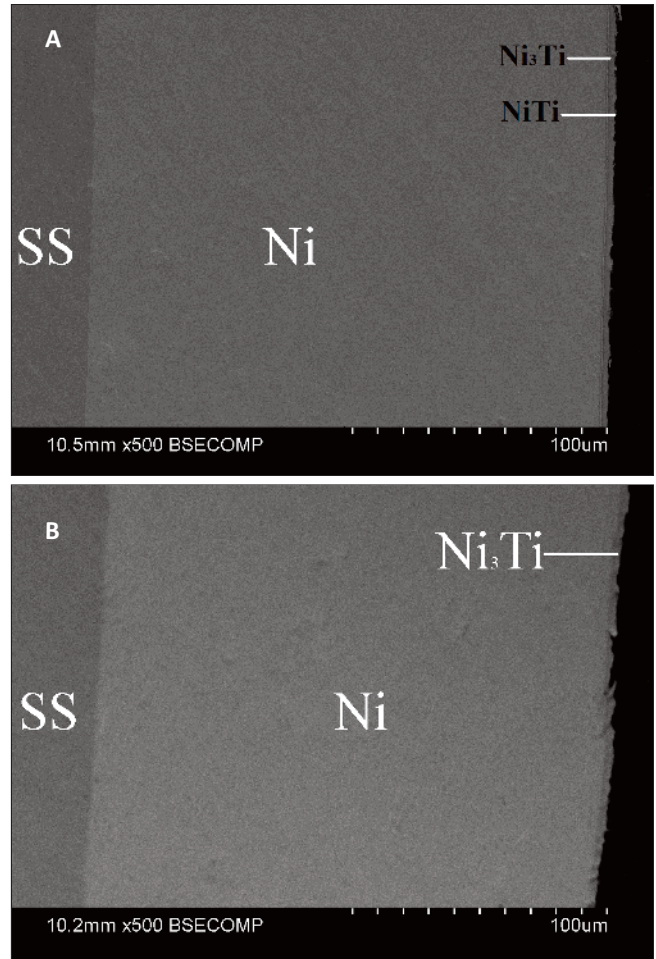 A
Ni₃Ti
NiTi
SS
Ni
10.5mm x500 BSECOMP
100um
B
Ni₃Ti
SS
Ni
10.2mm x500 BSECOMP
100um